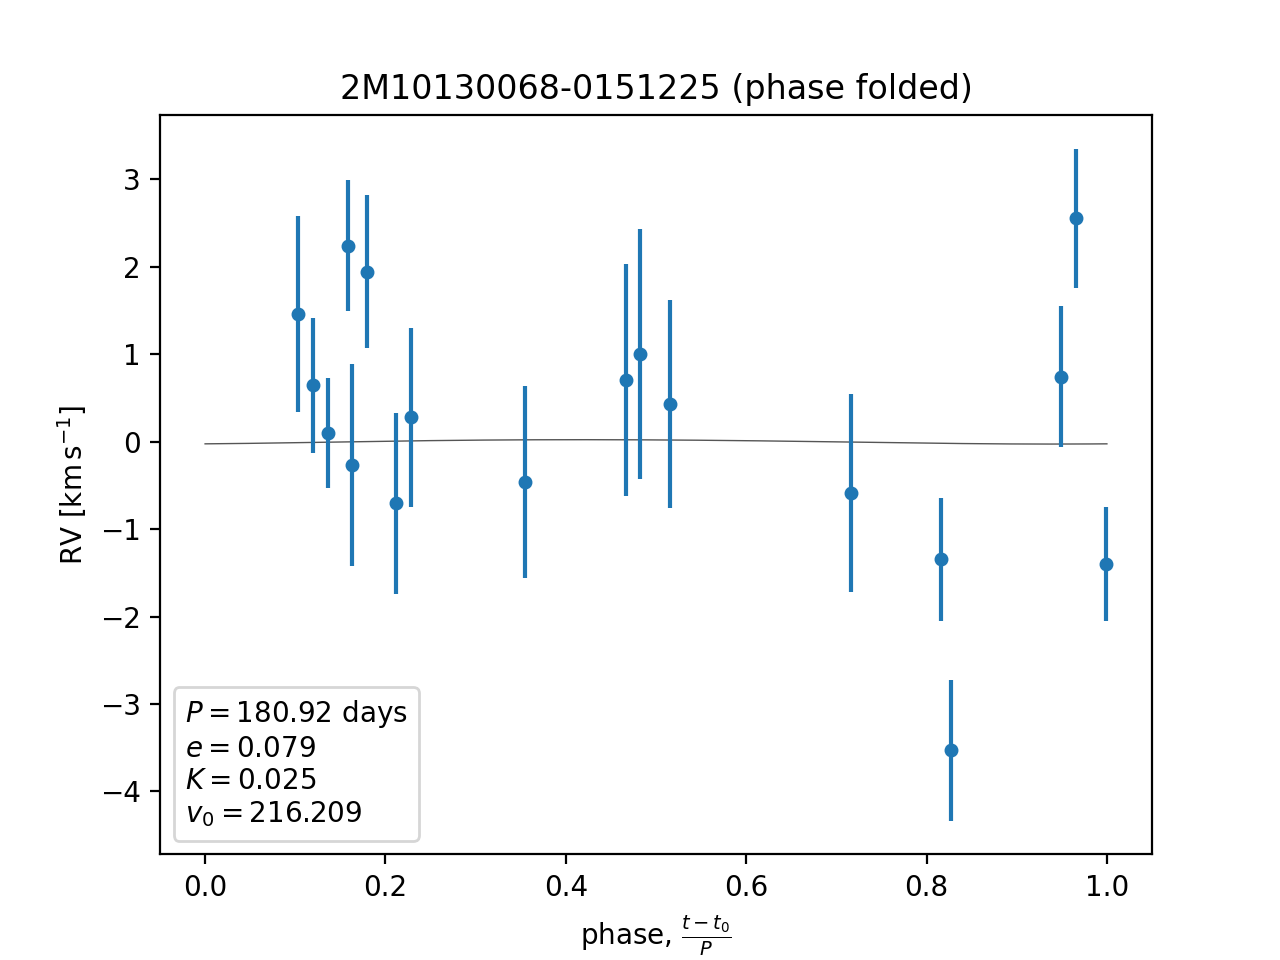 2M10130068-0151225 (phase folded)
3
2
1
0
−1
−2
−3
−4
RV [km s⁻¹]
P = 180.92 days
e = 0.079
K = 0.025
v₀ = 216.209
0.0 0.2 0.4 0.6 0.8 1.0
phase, (t − t₀)/P